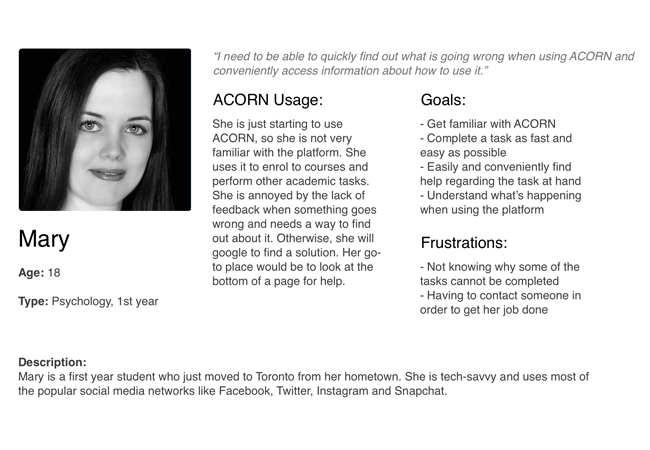 “I need to be able to quickly find out what is going wrong when using ACORN and
conveniently access information about how to use it.”
ACORN Usage:
She is just starting to use
ACORN, so she is not very
familiar with the platform. She
uses it to enrol to courses and
perform other academic tasks.
She is annoyed by the lack of
feedback when something goes
wrong and needs a way to find
out about it. Otherwise, she will
google to find a solution. Her go-
to place would be to look at the
bottom of a page for help.
Goals:
- Get familiar with ACORN
- Complete a task as fast and
easy as possible
- Easily and conveniently find
help regarding the task at hand
- Understand what’s happening
when using the platform
Frustrations:
- Not knowing why some of the
tasks cannot be completed
- Having to contact someone in
order to get her job done
Mary
Age: 18
Type: Psychology, 1st year
Description:
Mary is a first year student who just moved to Toronto from her hometown. She is tech-savvy and uses most of
the popular social media networks like Facebook, Twitter, Instagram and Snapchat.